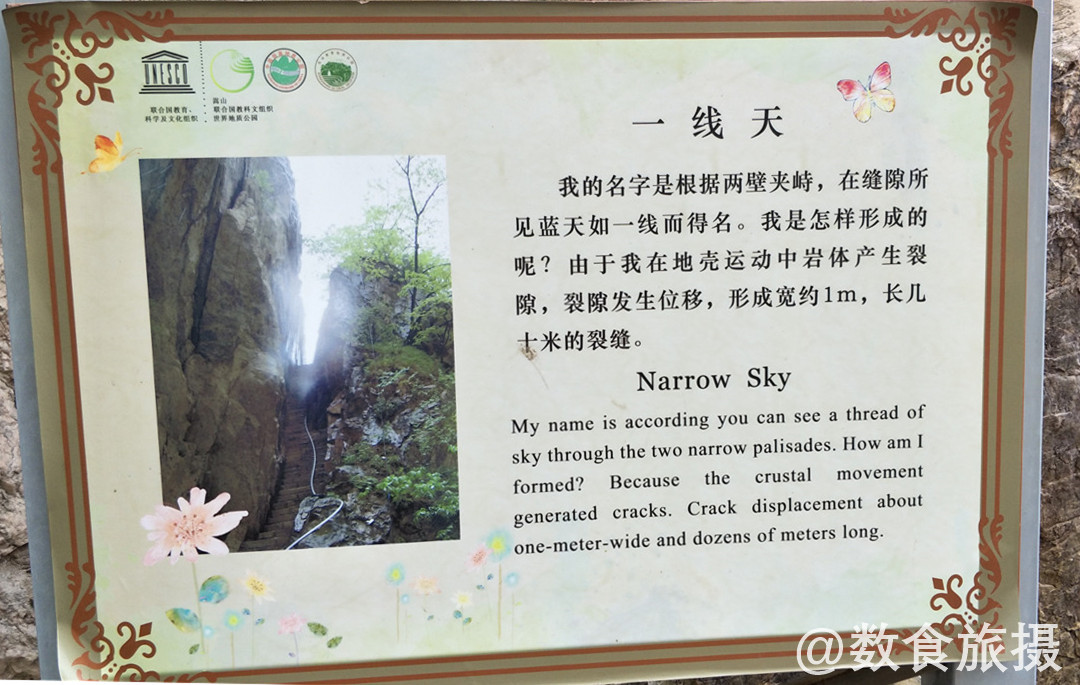 UNESCO
联合国教育、
科学及文化组织
嵩山
联合国教科文组织
世界地质公园
一线天
我的名字是根据两壁夹峙，在缝隙所
见蓝天如一线而得名。我是怎样形成的
呢？由于我在地壳运动中岩体产生裂
隙，裂隙发生位移，形成宽约1m，长几
十米的裂缝。
Narrow Sky
My name is according you can see a thread of
sky through the two narrow palisades. How am I
formed? Because the crustal movement
generated cracks. Crack displacement about
one-meter-wide and dozens of meters long.
@数食旅摄